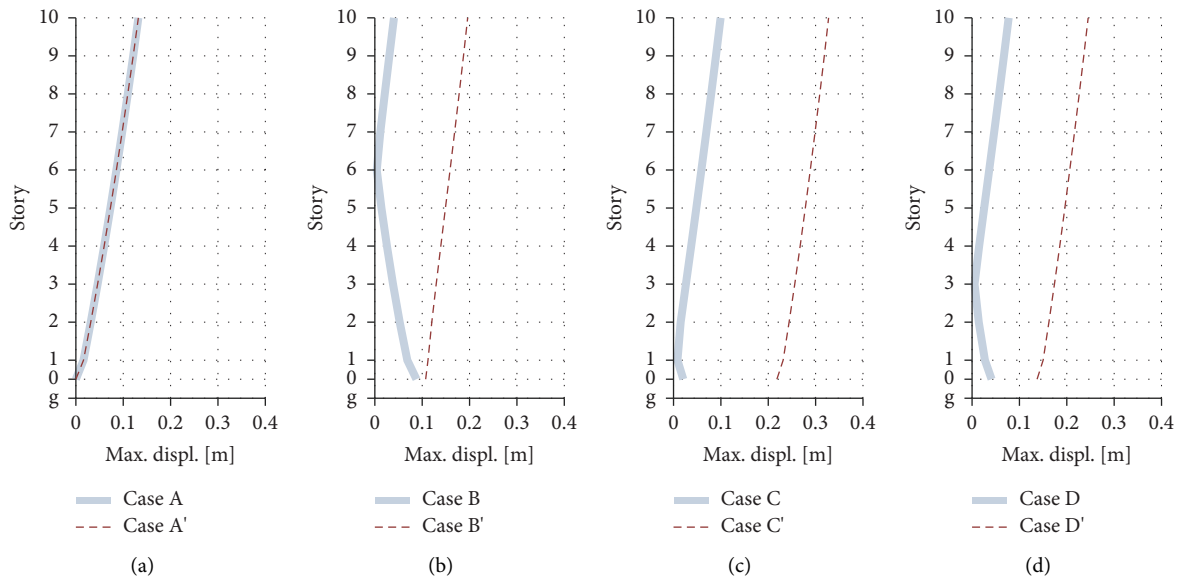 10
9
8
7
6
5
4
3
2
1
0
g
Story
0 0.1 0.2 0.3 0.4
Max. displ. [m]
Case A
Case A'
(a)
10
9
8
7
6
5
4
3
2
1
0
g
Story
0 0.1 0.2 0.3 0.4
Max. displ. [m]
Case B
Case B'
(b)
10
9
8
7
6
5
4
3
2
1
0
g
Story
0 0.1 0.2 0.3 0.4
Max. displ. [m]
Case C
Case C'
(c)
10
9
8
7
6
5
4
3
2
1
0
g
Story
0 0.1 0.2 0.3 0.4
Max. displ. [m]
Case D
Case D'
(d)